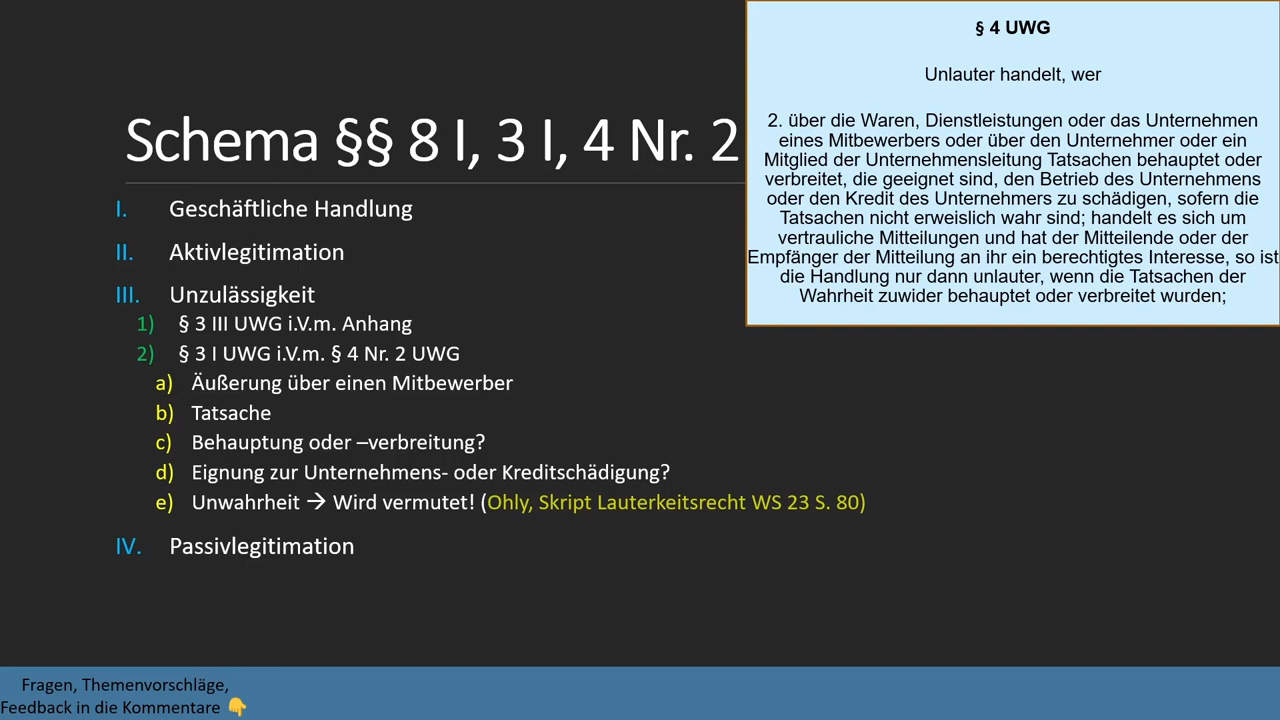 Schema §§ 8 I, 3 I, 4 Nr. 2
I. Geschäftliche Handlung
II. Aktivlegitimation
III. Unzulässigkeit
1) § 3 III UWG i.V.m. Anhang
2) § 3 I UWG i.V.m. § 4 Nr. 2 UWG
a) Äußerung über einen Mitbewerber
b) Tatsache
c) Behauptung oder –verbreitung?
d) Eignung zur Unternehmens- oder Kreditschädigung?
e) Unwahrheit → Wird vermutet! (Ohly, Skript Lauterkeitsrecht WS 23 S. 80)
IV. Passivlegitimation
§ 4 UWG
Unlauter handelt, wer
2. über die Waren, Dienstleistungen oder das Unternehmen
eines Mitbewerbers oder über den Unternehmer oder ein
Mitglied der Unternehmensleitung Tatsachen behauptet oder
verbreitet, die geeignet sind, den Betrieb des Unternehmens
oder den Kredit des Unternehmers zu schädigen, sofern die
Tatsachen nicht erweislich wahr sind; handelt es sich um
vertrauliche Mitteilungen und hat der Mitteilende oder der
Empfänger der Mitteilung an ihr ein berechtigtes Interesse, so ist
die Handlung nur dann unlauter, wenn die Tatsachen der
Wahrheit zuwider behauptet oder verbreitet wurden;
Fragen, Themenvorschläge,
Feedback in die Kommentare 👇